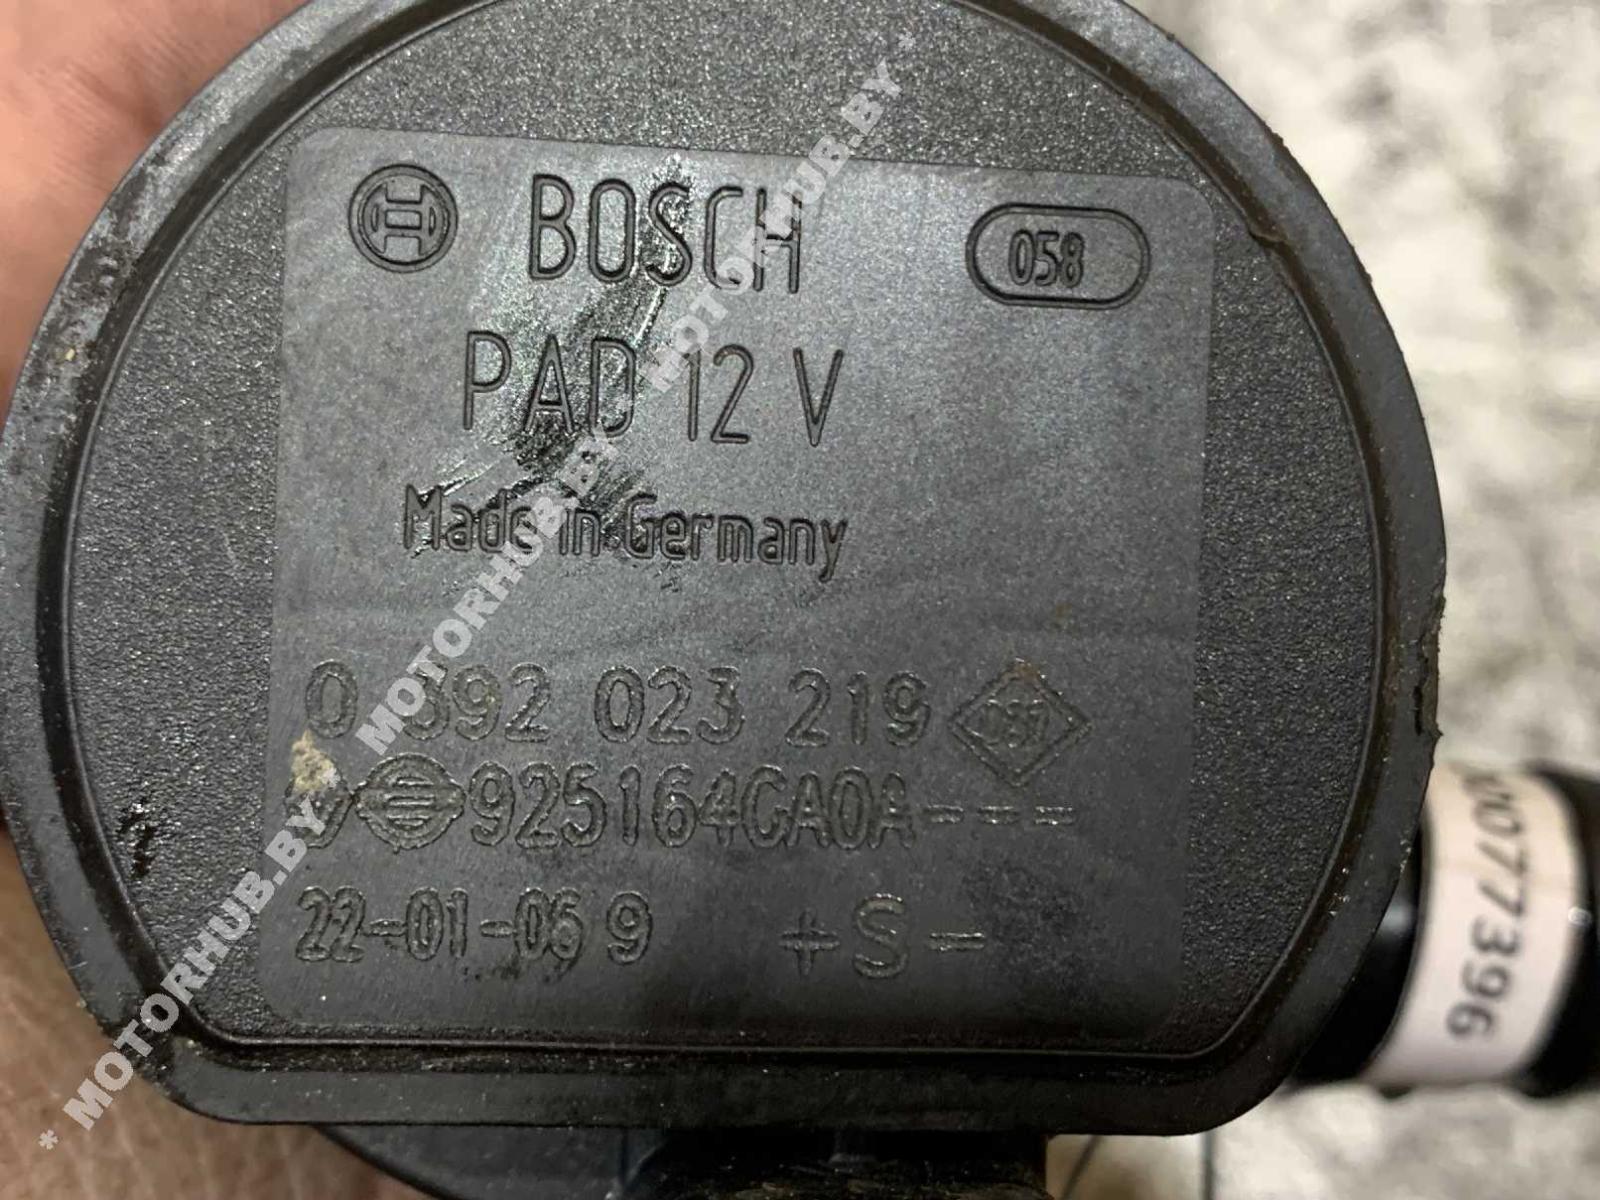 BOSCH
058
PAD 12 V
Made in Germany
0 392 023 219
925164CA0A---
22-01-06 9 + S -
0077396
* MOTORHUB.BY * MOTORHUB.BY * MOTORHUB.BY * MOTORHUB.BY *